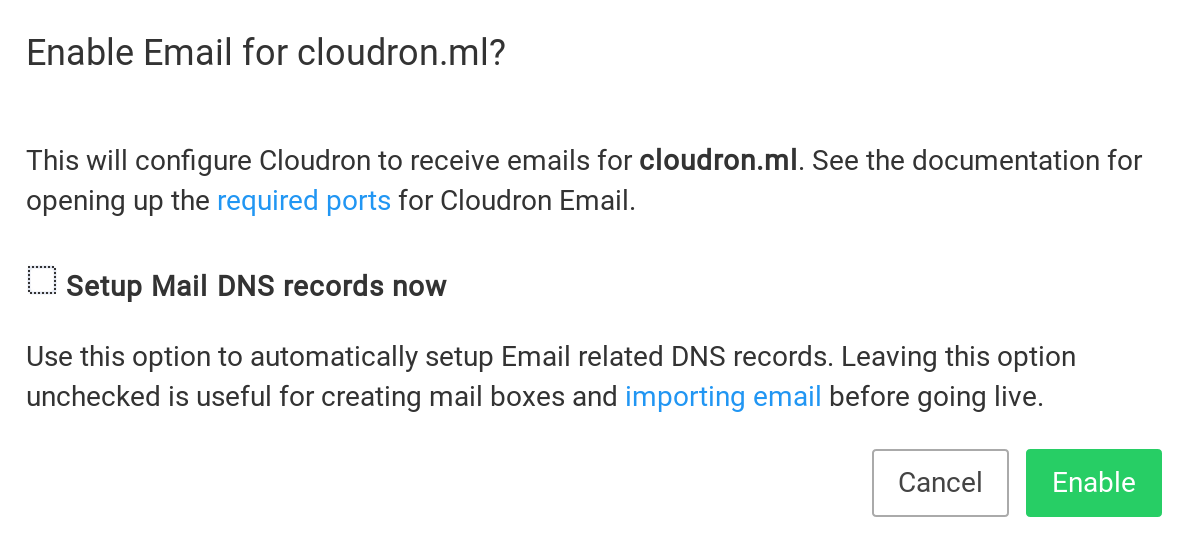 Enable Email for cloudron.ml?
This will configure Cloudron to receive emails for cloudron.ml. See the documentation for
opening up the required ports for Cloudron Email.
Setup Mail DNS records now
Use this option to automatically setup Email related DNS records. Leaving this option
unchecked is useful for creating mail boxes and importing email before going live.
Cancel
Enable